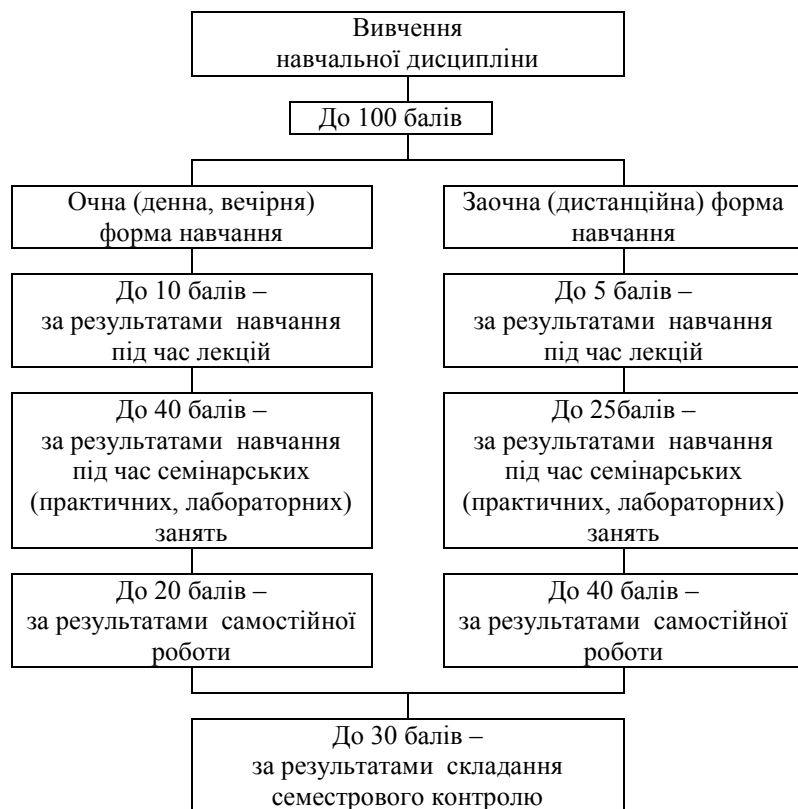 Вивчення
навчальної дисципліни
До 100 балів
Очна (денна, вечірня)
форма навчання
Заочна (дистанційна) форма
навчання
До 10 балів –
за результатами навчання
під час лекцій
До 5 балів –
за результатами навчання
під час лекцій
До 40 балів –
за результатами навчання
під час семінарських
(практичних, лабораторних)
занять
До 25балів –
за результатами навчання
під час семінарських
(практичних, лабораторних)
занять
До 20 балів –
за результатами самостійної
роботи
До 40 балів –
за результатами самостійної
роботи
До 30 балів –
за результатами складання
семестрового контролю